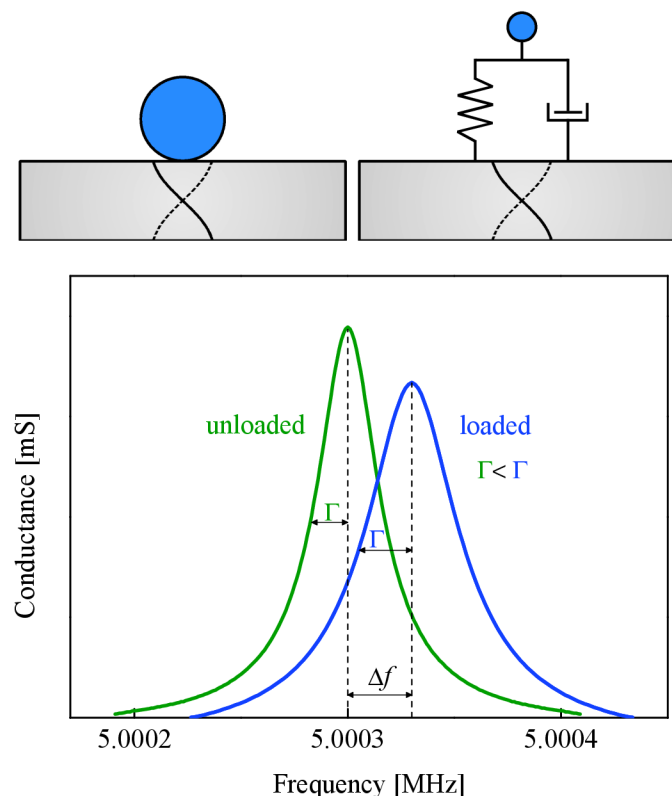 unloaded
loaded
Γ< Γ
Γ
Γ
Δf
Conductance [mS]
5.0002
5.0003
5.0004
Frequency [MHz]